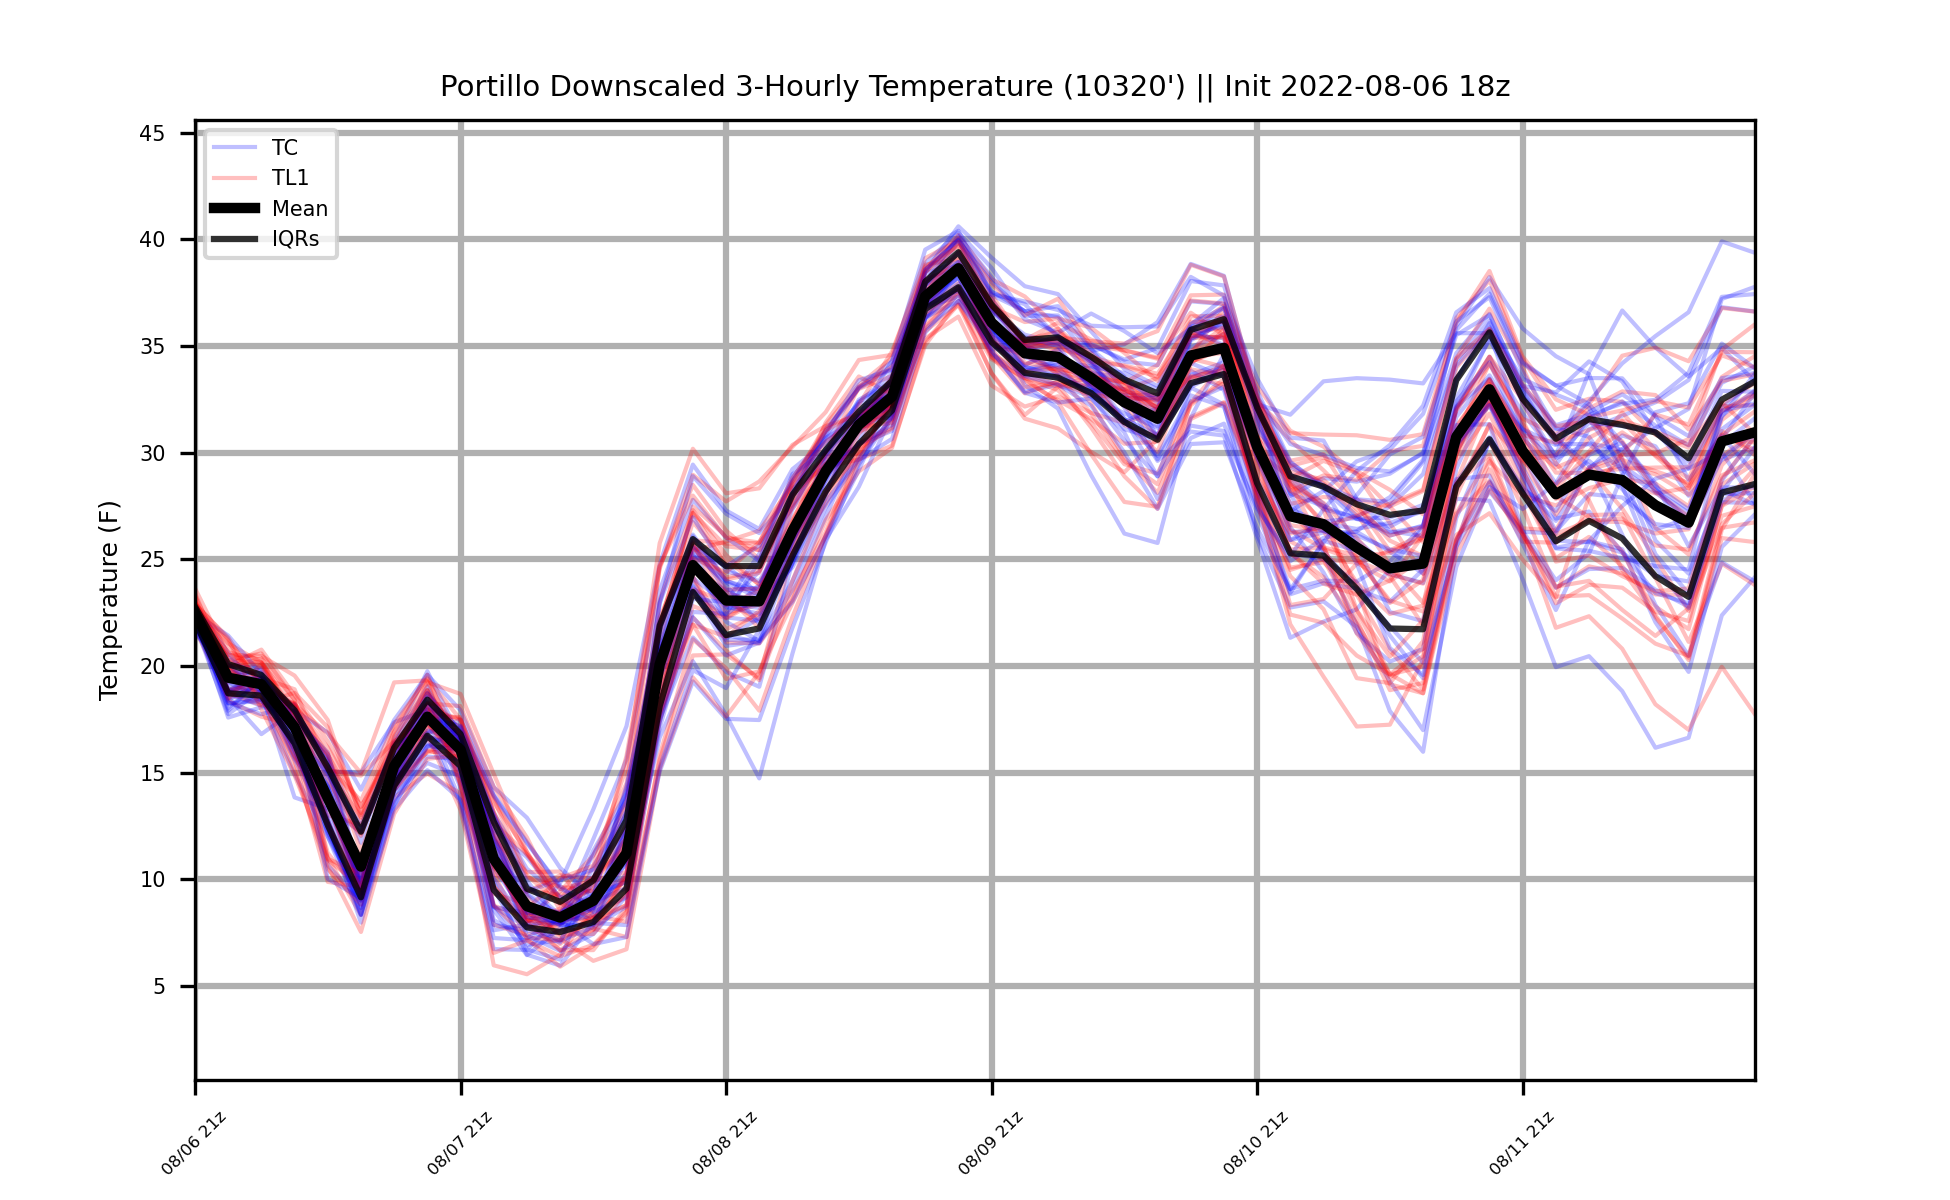 Portillo Downscaled 3-Hourly Temperature (10320') || Init 2022-08-06 18z
TC
TL1
Mean
IQRs
Temperature (F)
45
40
35
30
25
20
15
10
5
08/06 21z
08/07 21z
08/08 21z
08/09 21z
08/10 21z
08/11 21z